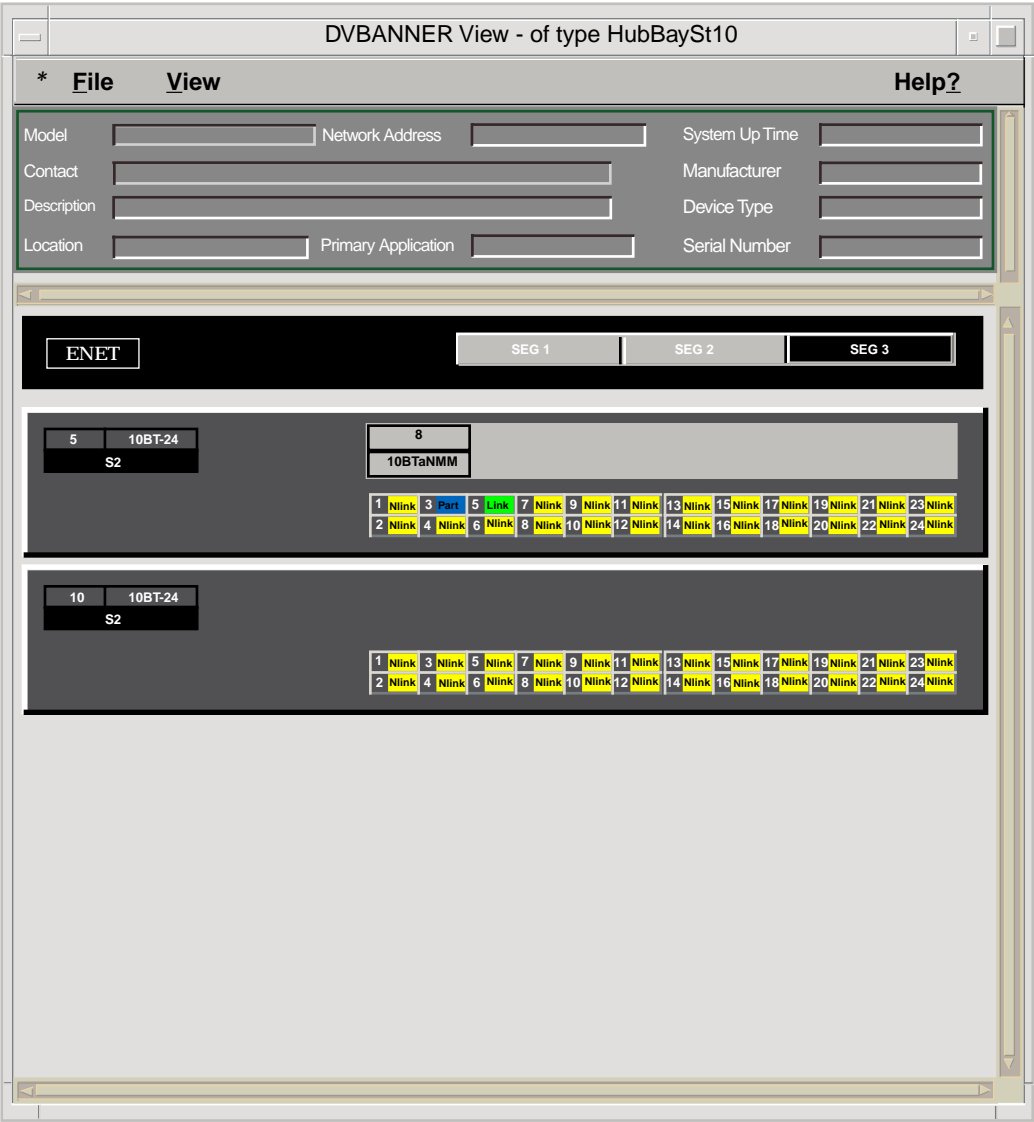 DVBANNER View - of type HubBaySt10
* File View Help?
Model Network Address System Up Time
Contact Manufacturer
Description Device Type
Location Primary Application Serial Number
ENET SEG 1 SEG 2 SEG 3
5 10BT-24 8
S2 10BTaNMM
1 Nlink 3 Part 5 Link 7 Nlink 9 Nlink 11 Nlink 13 Nlink 15 Nlink 17 Nlink 19 Nlink 21 Nlink 23 Nlink
2 Nlink 4 Nlink 6 Nlink 8 Nlink 10 Nlink 12 Nlink 14 Nlink 16 Nlink 18 Nlink 20 Nlink 22 Nlink 24 Nlink
10 10BT-24
S2
1 Nlink 3 Nlink 5 Nlink 7 Nlink 9 Nlink 11 Nlink 13 Nlink 15 Nlink 17 Nlink 19 Nlink 21 Nlink 23 Nlink
2 Nlink 4 Nlink 6 Nlink 8 Nlink 10 Nlink 12 Nlink 14 Nlink 16 Nlink 18 Nlink 20 Nlink 22 Nlink 24 Nlink